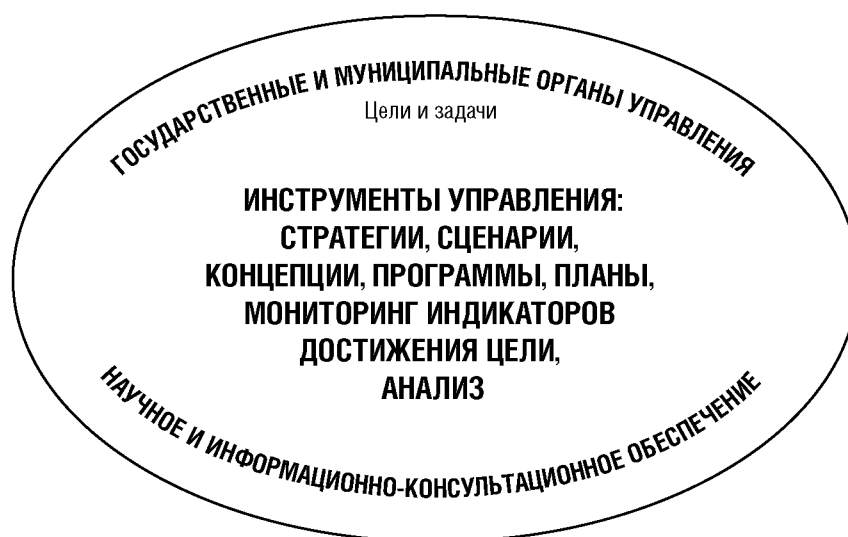 ГОСУДАРСТВЕННЫЕ И МУНИЦИПАЛЬНЫЕ ОРГАНЫ УПРАВЛЕНИЯ
Цели и задачи
ИНСТРУМЕНТЫ УПРАВЛЕНИЯ:
СТРАТЕГИИ, СЦЕНАРИИ,
КОНЦЕПЦИИ, ПРОГРАММЫ, ПЛАНЫ,
МОНИТОРИНГ ИНДИКАТОРОВ
ДОСТИЖЕНИЯ ЦЕЛИ,
АНАЛИЗ
НАУЧНОЕ И ИНФОРМАЦИОННО-КОНСУЛЬТАЦИОННОЕ ОБЕСПЕЧЕНИЕ